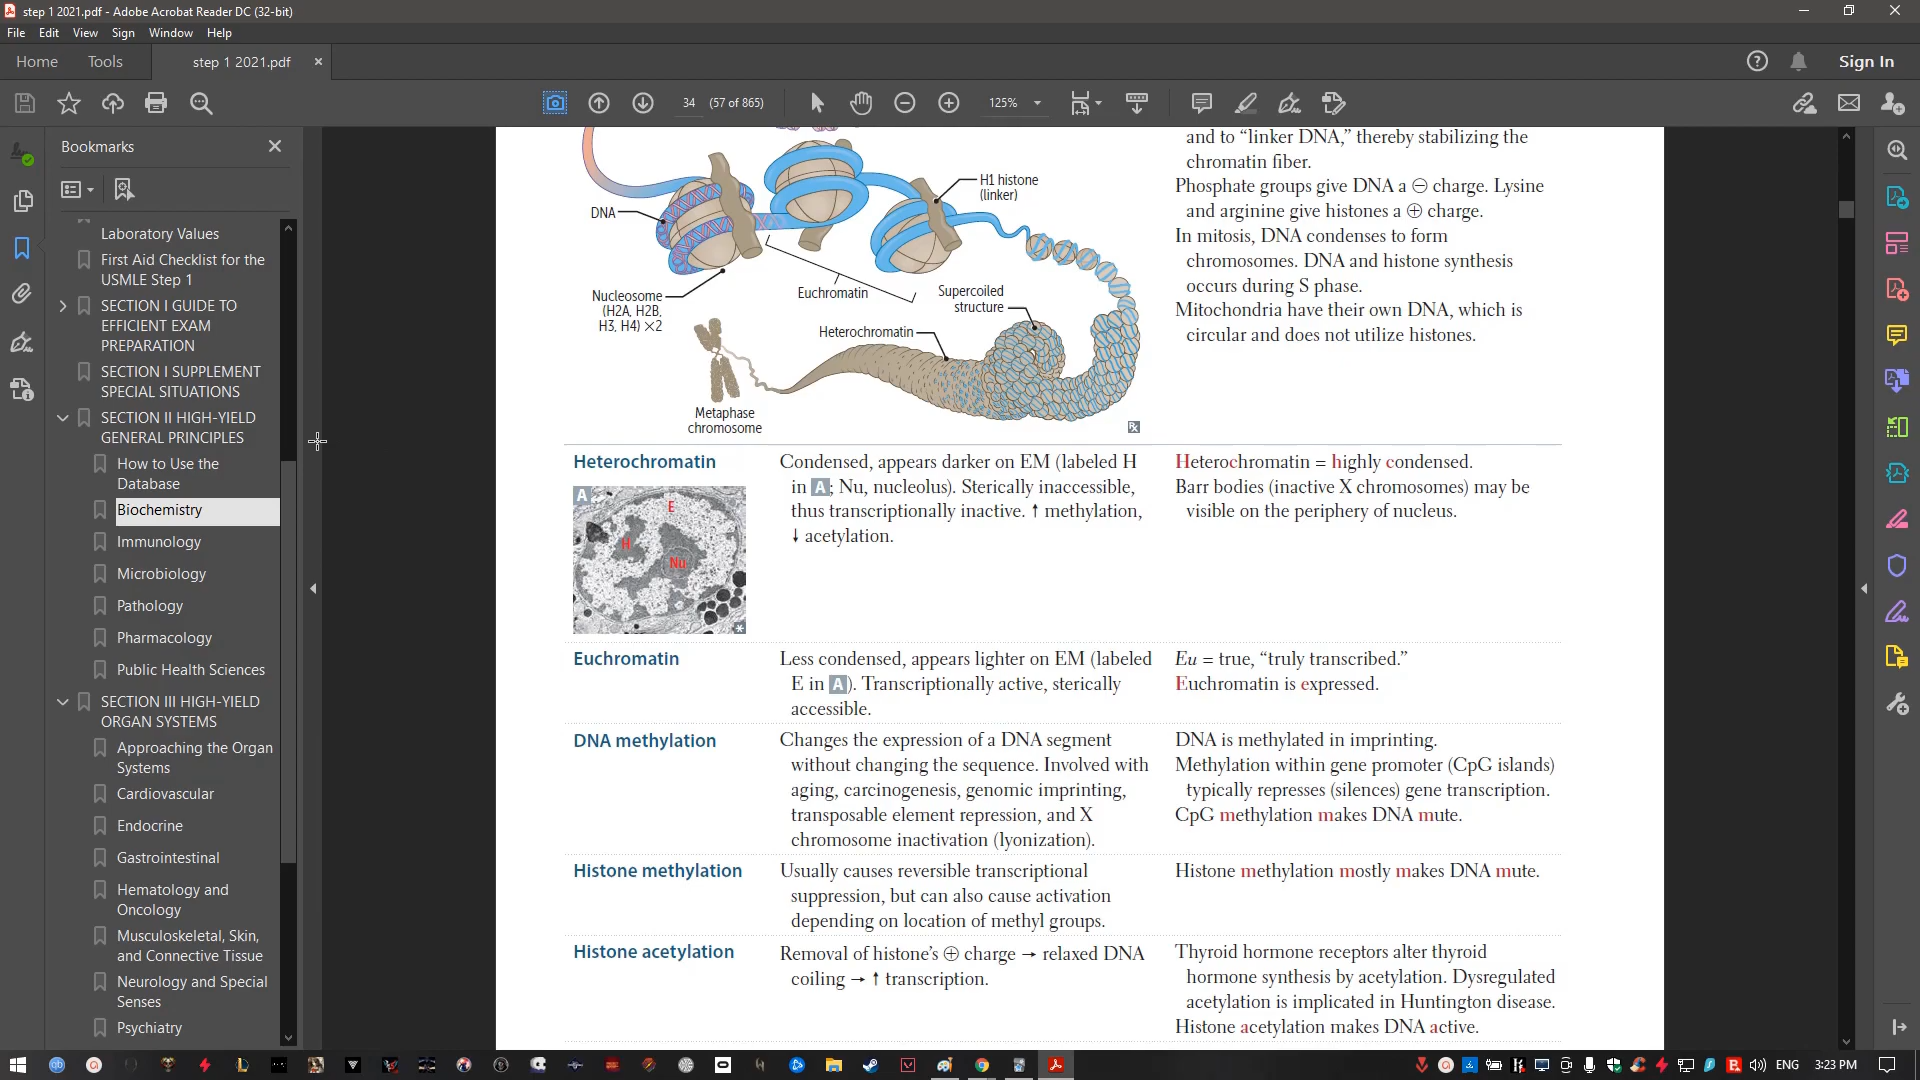 step 1 2021.pdf - Adobe Acrobat Reader DC (32-bit)
File Edit View Sign Window Help
Home Tools step 1 2021.pdf Sign In
34 (57 of 865) 125%
Bookmarks
Laboratory Values
First Aid Checklist for the
USMLE Step 1
SECTION I GUIDE TO
EFFICIENT EXAM
PREPARATION
SECTION I SUPPLEMENT
SPECIAL SITUATIONS
SECTION II HIGH-YIELD
GENERAL PRINCIPLES
How to Use the
Database
Biochemistry
Immunology
Microbiology
Pathology
Pharmacology
Public Health Sciences
SECTION III HIGH-YIELD
ORGAN SYSTEMS
Approaching the Organ
Systems
Cardiovascular
Endocrine
Gastrointestinal
Hematology and
Oncology
Musculoskeletal, Skin,
and Connective Tissue
Neurology and Special
Senses
Psychiatry
DNA
H1 histone
(linker)
Nucleosome
(H2A, H2B,
H3, H4) ×2
Euchromatin
Supercoiled
structure
Heterochromatin
Metaphase
chromosome
and to “linker DNA,” thereby stabilizing the
chromatin fiber.
Phosphate groups give DNA a ⊖ charge. Lysine
and arginine give histones a ⊕ charge.
In mitosis, DNA condenses to form
chromosomes. DNA and histone synthesis
occurs during S phase.
Mitochondria have their own DNA, which is
circular and does not utilize histones.
Heterochromatin
A
E
H
Nu
Condensed, appears darker on EM (labeled H
in A; Nu, nucleolus). Sterically inaccessible,
thus transcriptionally inactive. ↑ methylation,
↓ acetylation.
Heterochromatin = highly condensed.
Barr bodies (inactive X chromosomes) may be
visible on the periphery of nucleus.
Euchromatin
Less condensed, appears lighter on EM (labeled
E in A). Transcriptionally active, sterically
accessible.
Eu = true, “truly transcribed.”
Euchromatin is expressed.
DNA methylation
Changes the expression of a DNA segment
without changing the sequence. Involved with
aging, carcinogenesis, genomic imprinting,
transposable element repression, and X
chromosome inactivation (lyonization).
DNA is methylated in imprinting.
Methylation within gene promoter (CpG islands)
typically represses (silences) gene transcription.
CpG methylation makes DNA mute.
Histone methylation
Usually causes reversible transcriptional
suppression, but can also cause activation
depending on location of methyl groups.
Histone methylation mostly makes DNA mute.
Histone acetylation
Removal of histone’s ⊕ charge → relaxed DNA
coiling → ↑ transcription.
Thyroid hormone receptors alter thyroid
hormone synthesis by acetylation. Dysregulated
acetylation is implicated in Huntington disease.
Histone acetylation makes DNA active.
ENG 3:23 PM